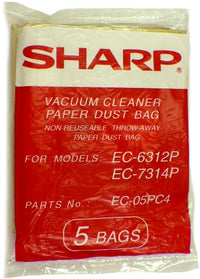 SHARP®
VACUUM CLEANER
PAPER DUST BAG
NON-REUSEABLE THROW-AWAY
PAPER DUST BAG
FOR MODELS: EC-6312P
EC-7314P
PARTS No.: EC-05PC4
5 BAGS